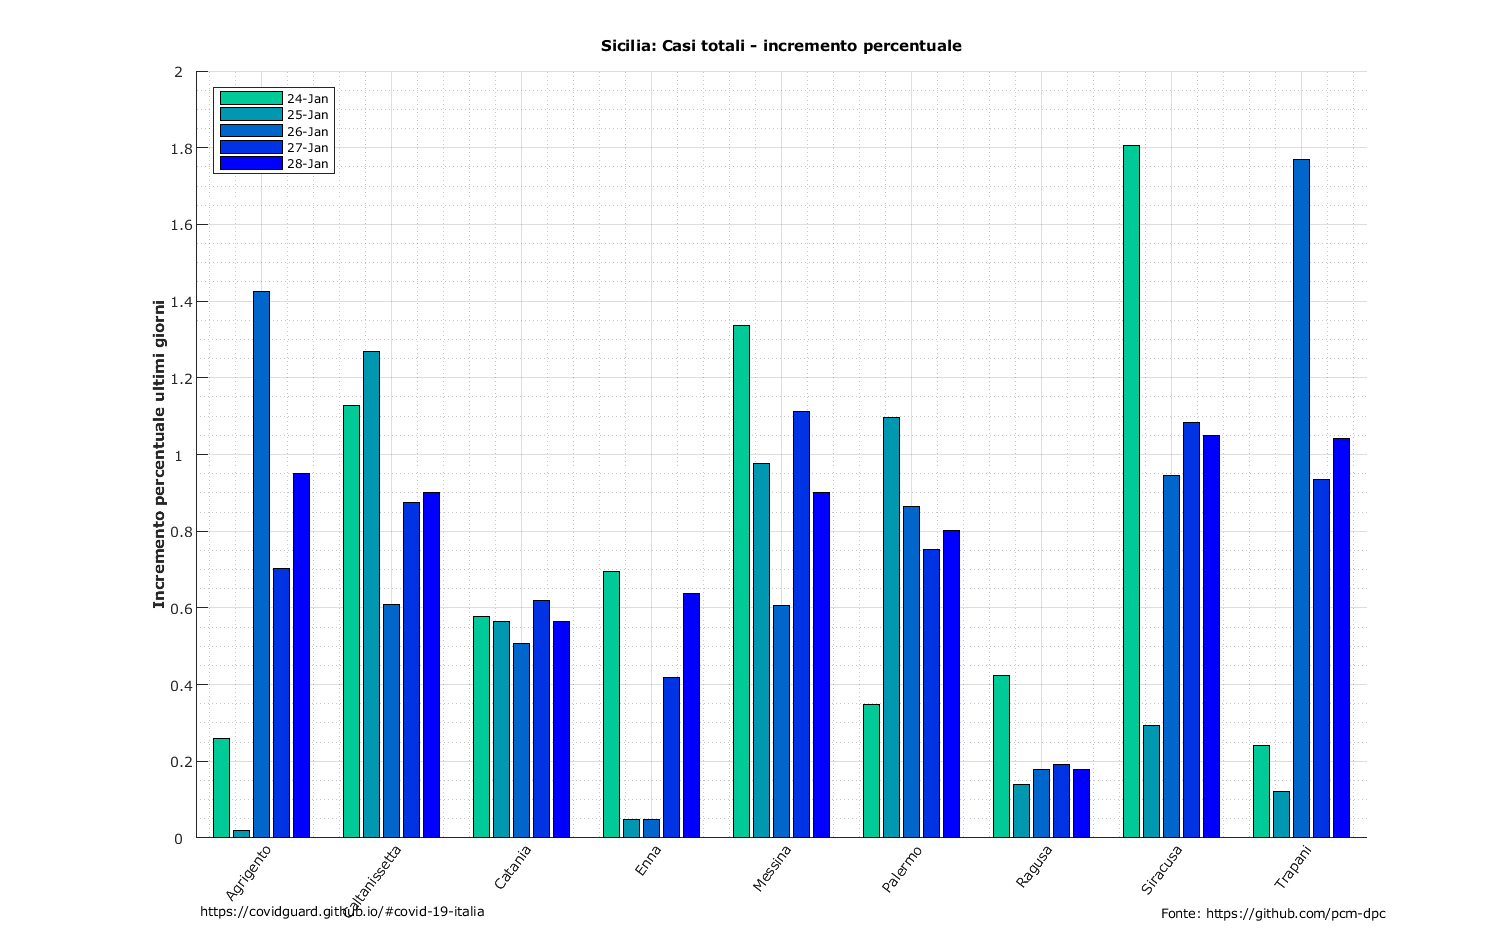 Sicilia: Casi totali - incremento percentuale
2
1.8
1.6
1.4
1.2
1
0.8
0.6
0.4
0.2
0
Incremento percentuale ultimi giorni
24-Jan
25-Jan
26-Jan
27-Jan
28-Jan
Agrigento
Caltanissetta
Catania
Enna
Messina
Palermo
Ragusa
Siracusa
Trapani
https://covidguard.github.io/#covid-19-italia
Fonte: https://github.com/pcm-dpc